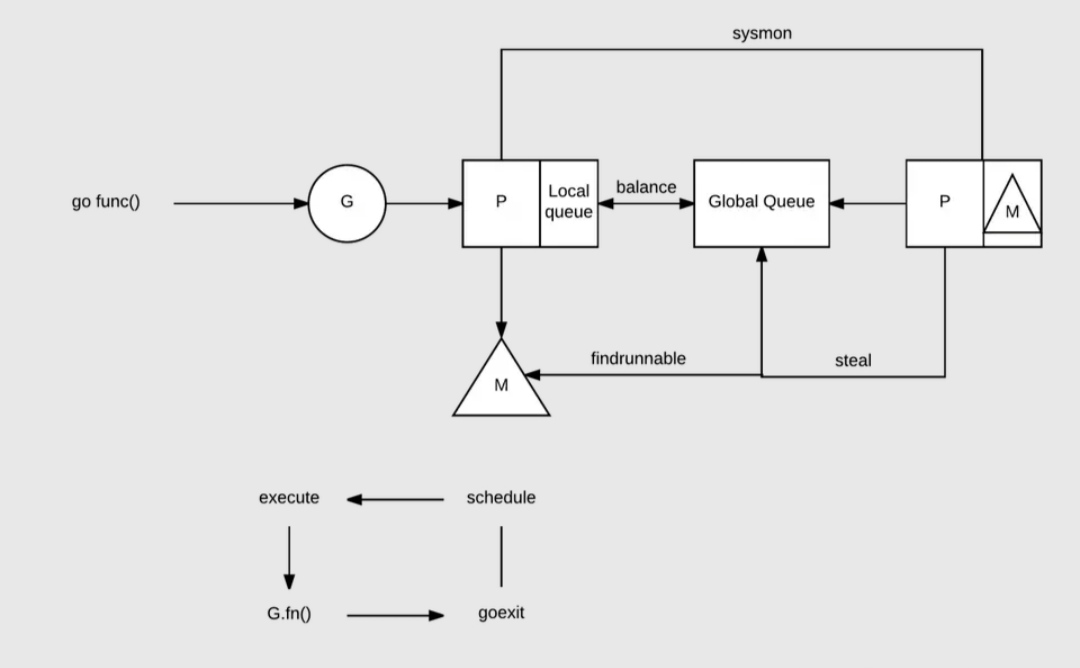 sysmon
go func()
G
P
Local
queue
balance
Global Queue
P
M
findrunnable
steal
M
execute
schedule
G.fn()
goexit